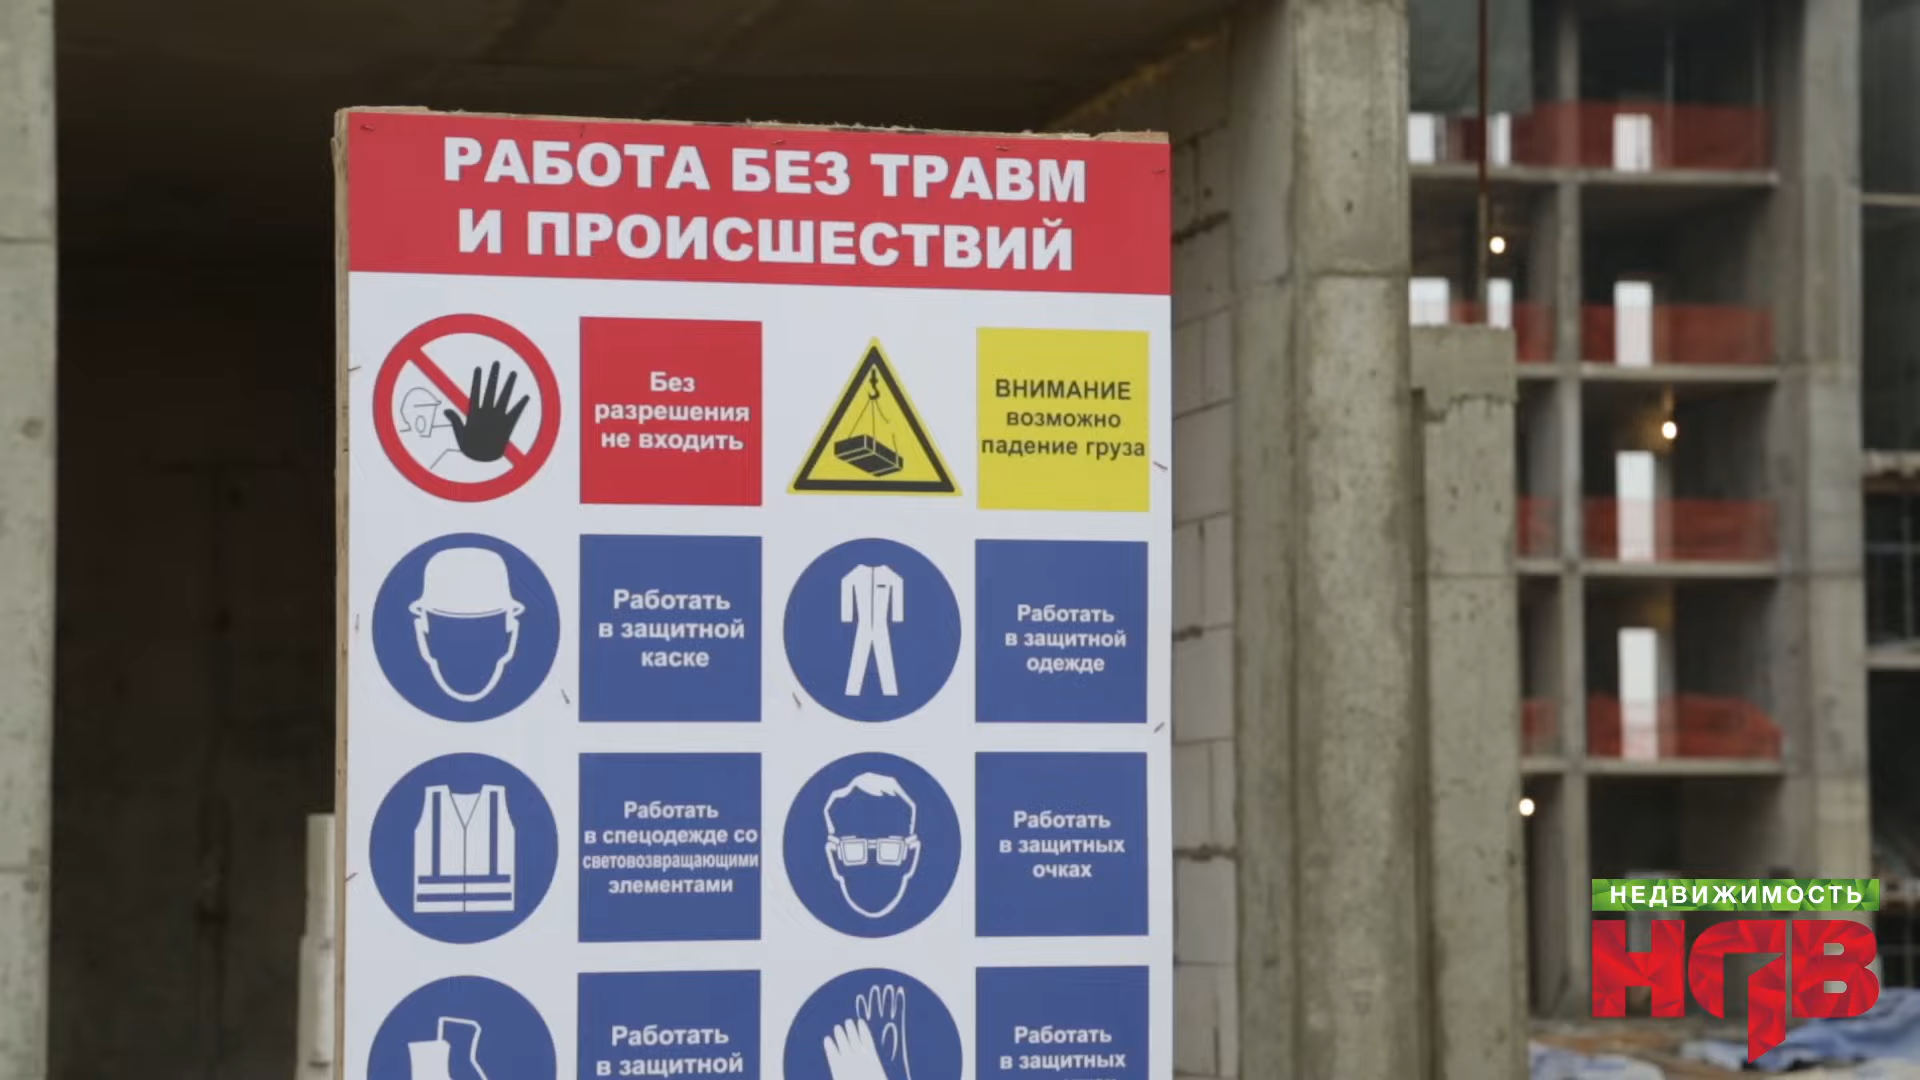 РАБОТА БЕЗ ТРАВМ
И ПРОИСШЕСТВИЙ
Без
разрешения
не входить
ВНИМАНИЕ
возможно
падение груза
Работать
в защитной
каске
Работать
в защитной
одежде
Работать
в спецодежде со
световозвращающими
элементами
Работать
в защитных
очках
Работать
в защитной
Работать
в защитных
НЕДВИЖИМОСТЬ
НДВ